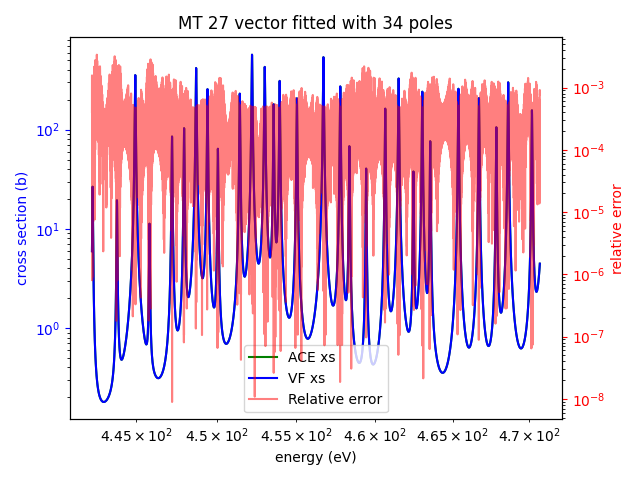 MT 27 vector fitted with 34 poles
cross section (b)
10²
10¹
10⁰
10⁻³
10⁻⁴
10⁻⁵
10⁻⁶
10⁻⁷
10⁻⁸
relative error
ACE xs
VF xs
Relative error
4.45 × 10² 4.5 × 10² 4.55 × 10² 4.6 × 10² 4.65 × 10² 4.7 × 10²
energy (eV)